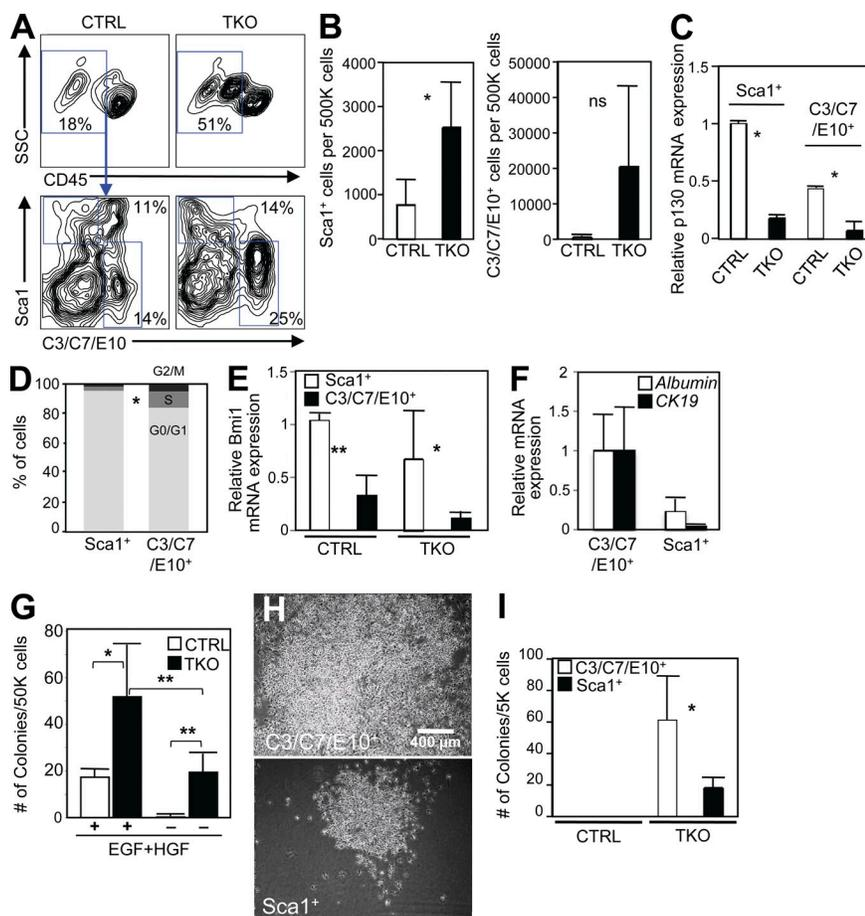 A
CTRL
TKO
SSC
18%
51%
CD45
Sca1
11%
14%
14%
25%
C3/C7/E10
B
Sca1+ cells per 500K cells
4000
3000
2000
1000
0
*
CTRL TKO
C3/C7/E10+ cells per 500K cells
50000
40000
30000
20000
10000
0
ns
CTRL TKO
C
Relative p130 mRNA expression
1.5
1
0.5
0
Sca1+
*
C3/C7
/E10+
*
CTRL
TKO
CTRL
TKO
D
% of cells
100
80
60
40
20
0
G2/M
*
S
G0/G1
Sca1+
C3/C7
/E10+
E
Relative Bmi1
mRNA expression
1.5
1
0.5
0
Sca1+
C3/C7/E10+
**
*
CTRL
TKO
F
Relative mRNA
expression
2
1.5
1
0.5
0
Albumin
CK19
C3/C7
/E10+
Sca1+
G
# of Colonies/50K cells
80
60
40
20
0
CTRL
TKO
*
**
**
+ + – –
EGF+HGF
H
C3/C7/E10+
400 µm
Sca1+
I
# of Colonies/5K cells
100
80
60
40
20
0
C3/C7/E10+
Sca1+
*
CTRL
TKO